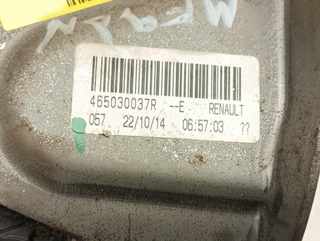 465030037R --E RENAULT
057 22/10/14 06:57:03 ??